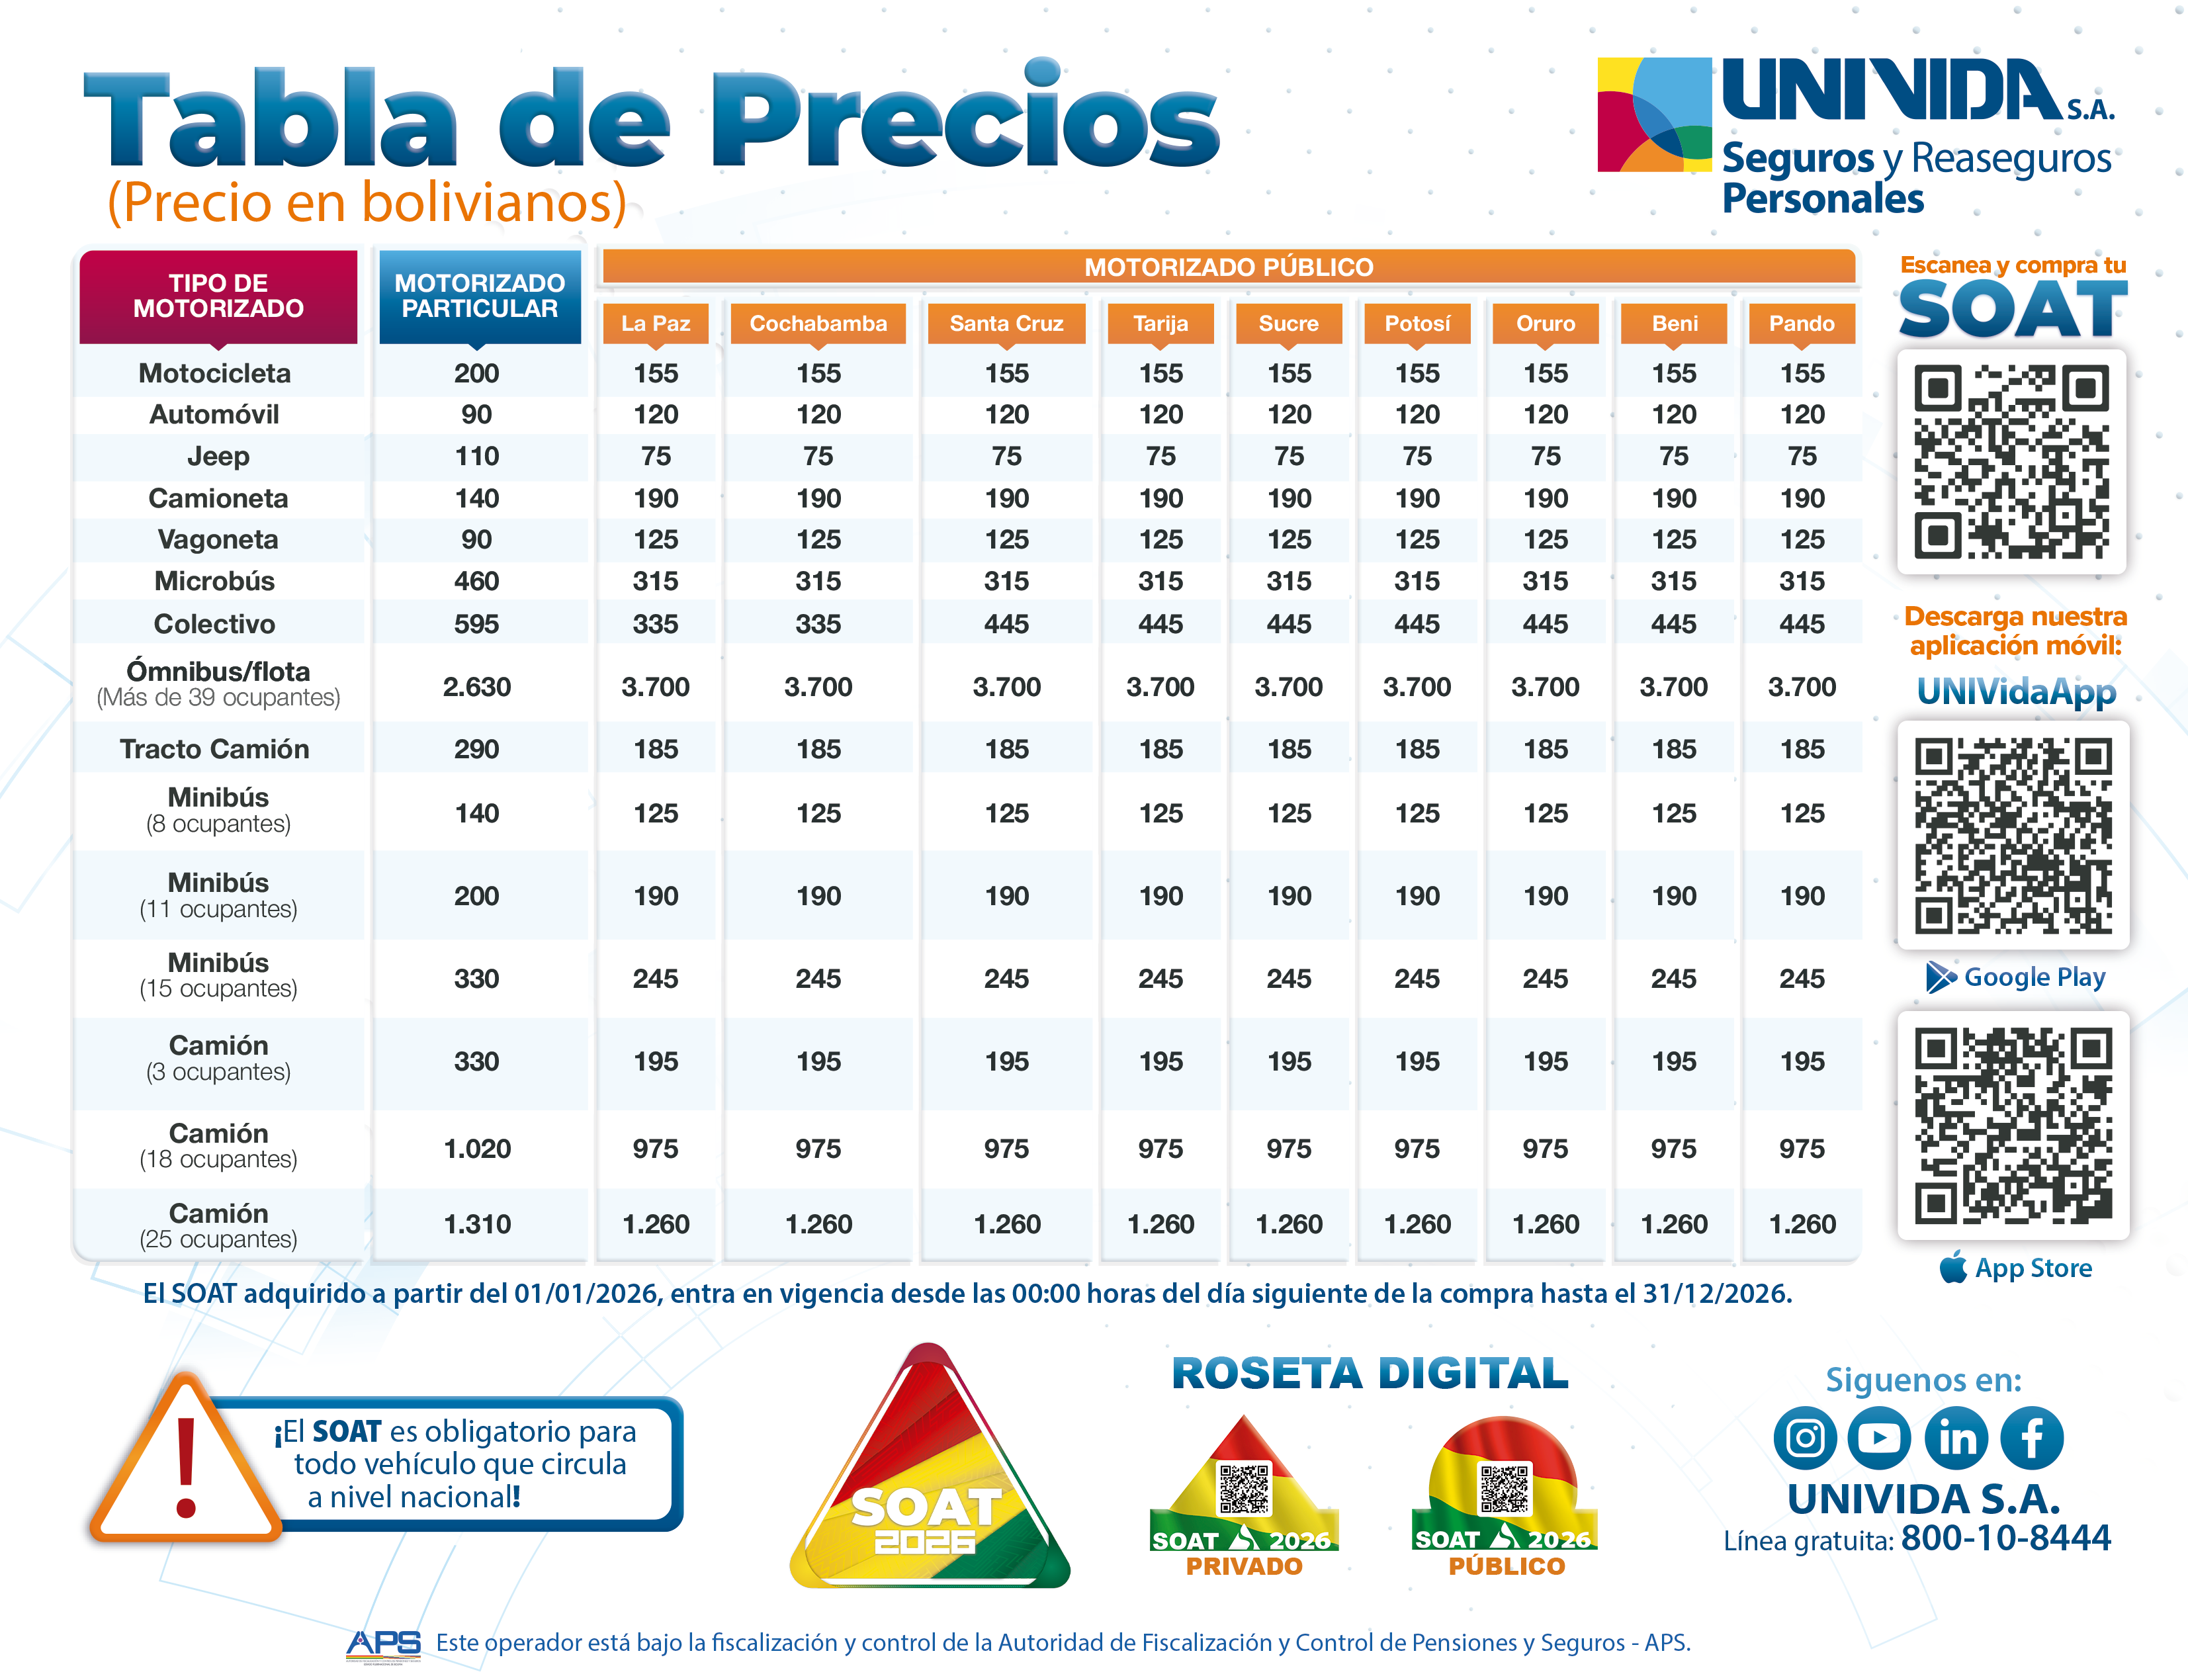 Tabla de Precios
(Precio en bolivianos)
UNIVIDA S.A.
Seguros y Reaseguros
Personales
TIPO DE MOTORIZADO
MOTORIZADO PARTICULAR
MOTORIZADO PÚBLICO
La Paz Cochabamba Santa Cruz Tarija Sucre Potosí Oruro Beni Pando
Motocicleta 200 155 155 155 155 155 155 155 155 155
Automóvil 90 120 120 120 120 120 120 120 120 120
Jeep 110 75 75 75 75 75 75 75 75 75
Camioneta 140 190 190 190 190 190 190 190 190 190
Vagoneta 90 125 125 125 125 125 125 125 125 125
Microbús 460 315 315 315 315 315 315 315 315 315
Colectivo 595 335 335 445 445 445 445 445 445 445
Ómnibus/flota
(Más de 39 ocupantes) 2.630 3.700 3.700 3.700 3.700 3.700 3.700 3.700 3.700 3.700
Tracto Camión 290 185 185 185 185 185 185 185 185 185
Minibús
(8 ocupantes) 140 125 125 125 125 125 125 125 125 125
Minibús
(11 ocupantes) 200 190 190 190 190 190 190 190 190 190
Minibús
(15 ocupantes) 330 245 245 245 245 245 245 245 245 245
Camión
(3 ocupantes) 330 195 195 195 195 195 195 195 195 195
Camión
(18 ocupantes) 1.020 975 975 975 975 975 975 975 975 975
Camión
(25 ocupantes) 1.310 1.260 1.260 1.260 1.260 1.260 1.260 1.260 1.260 1.260
Escanea y compra tu
SOAT
Descarga nuestra
aplicación móvil:
UNIVidaApp
Google Play
App Store
El SOAT adquirido a partir del 01/01/2026, entra en vigencia desde las 00:00 horas del día siguiente de la compra hasta el 31/12/2026.
!
¡El SOAT es obligatorio para
todo vehículo que circula
a nivel nacional!
SOAT
2026
ROSETA DIGITAL
SOAT 2026
PRIVADO
SOAT 2026
PÚBLICO
Siguenos en:
UNIVIDA S.A.
Línea gratuita: 800-10-8444
APS
Este operador está bajo la fiscalización y control de la Autoridad de Fiscalización y Control de Pensiones y Seguros - APS.